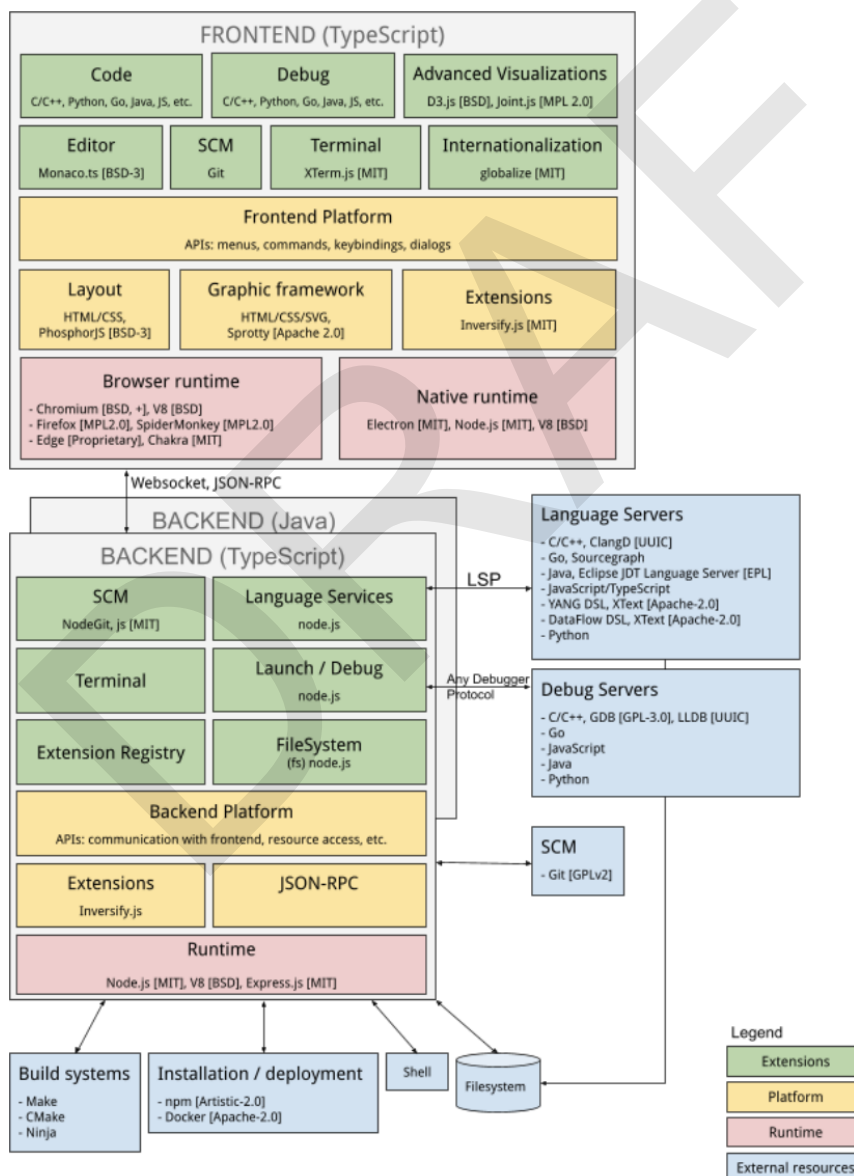 FRONTEND (TypeScript)
Code
C/C++, Python, Go, Java, JS, etc.
Debug
C/C++, Python, Go, Java, JS, etc.
Advanced Visualizations
D3.js [BSD], Joint.js [MPL 2.0]
Editor
Monaco.ts [BSD-3]
SCM
Git
Terminal
XTerm.js [MIT]
Internationalization
globalize [MIT]
Frontend Platform
APIs: menus, commands, keybindings, dialogs
Layout
HTML/CSS,
PhosphorJS [BSD-3]
Graphic framework
HTML/CSS/SVG,
Sprotty [Apache 2.0]
Extensions
Inversify.js [MIT]
Browser runtime
- Chromium [BSD, +], V8 [BSD]
- Firefox [MPL2.0], SpiderMonkey [MPL2.0]
- Edge [Proprietary], Chakra [MIT]
Native runtime
Electron [MIT], Node.js [MIT], V8 [BSD]
Websocket, JSON-RPC
BACKEND (Java)
BACKEND (TypeScript)
SCM
NodeGit, js [MIT]
Language Services
node.js
Terminal
Launch / Debug
node.js
Extension Registry
FileSystem
(fs) node.js
Backend Platform
APIs: communication with frontend, resource access, etc.
Extensions
Inversify.js
JSON-RPC
Runtime
Node.js [MIT], V8 [BSD], Express.js [MIT]
LSP
Language Servers
- C/C++, ClangD [UUIC]
- Go, Sourcegraph
- Java, Eclipse JDT Language Server [EPL]
- JavaScript/TypeScript
- YANG DSL, XText [Apache-2.0]
- DataFlow DSL, XText [Apache-2.0]
- Python
Any Debugger
Protocol
Debug Servers
- C/C++, GDB [GPL-3.0], LLDB [UUIC]
- Go
- JavaScript
- Java
- Python
SCM
- Git [GPLv2]
Build systems
- Make
- CMake
- Ninja
Installation / deployment
- npm [Artistic-2.0]
- Docker [Apache-2.0]
Shell
Filesystem
Legend
Extensions
Platform
Runtime
External resources
DRAF